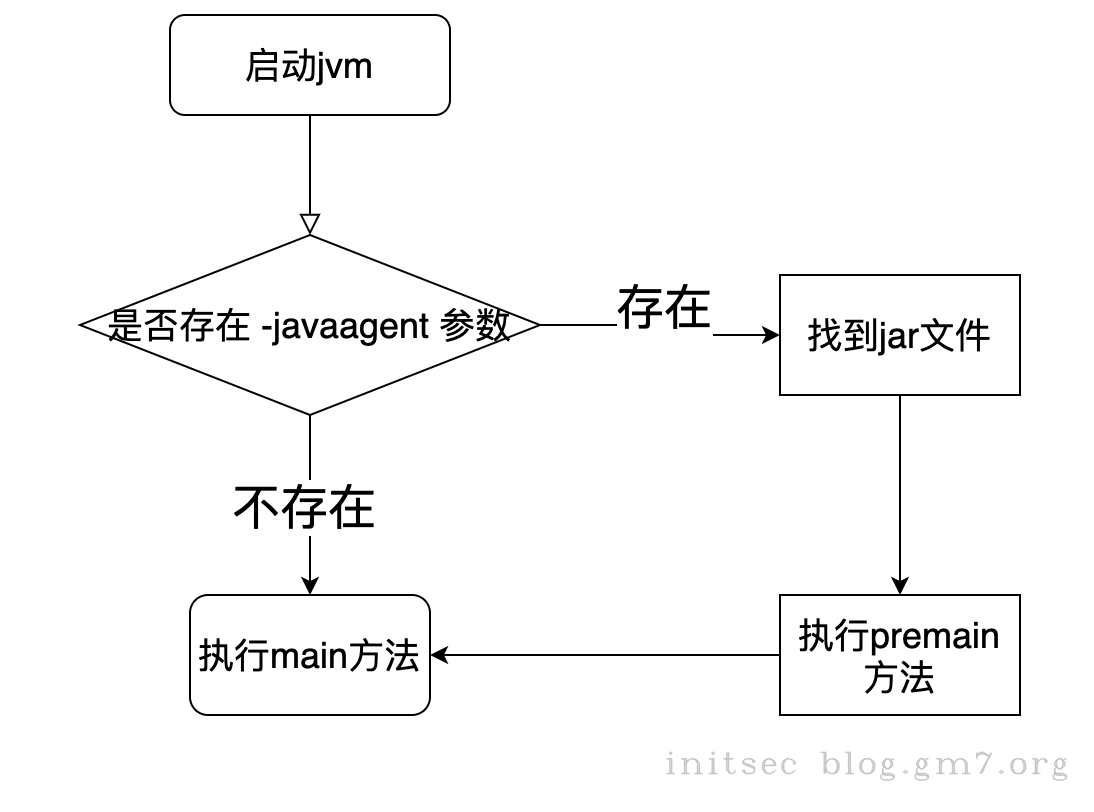 启动jvm
是否存在 -javaagent 参数
存在
找到jar文件
不存在
执行main方法
执行premain
方法
initsec blog.gm7.org